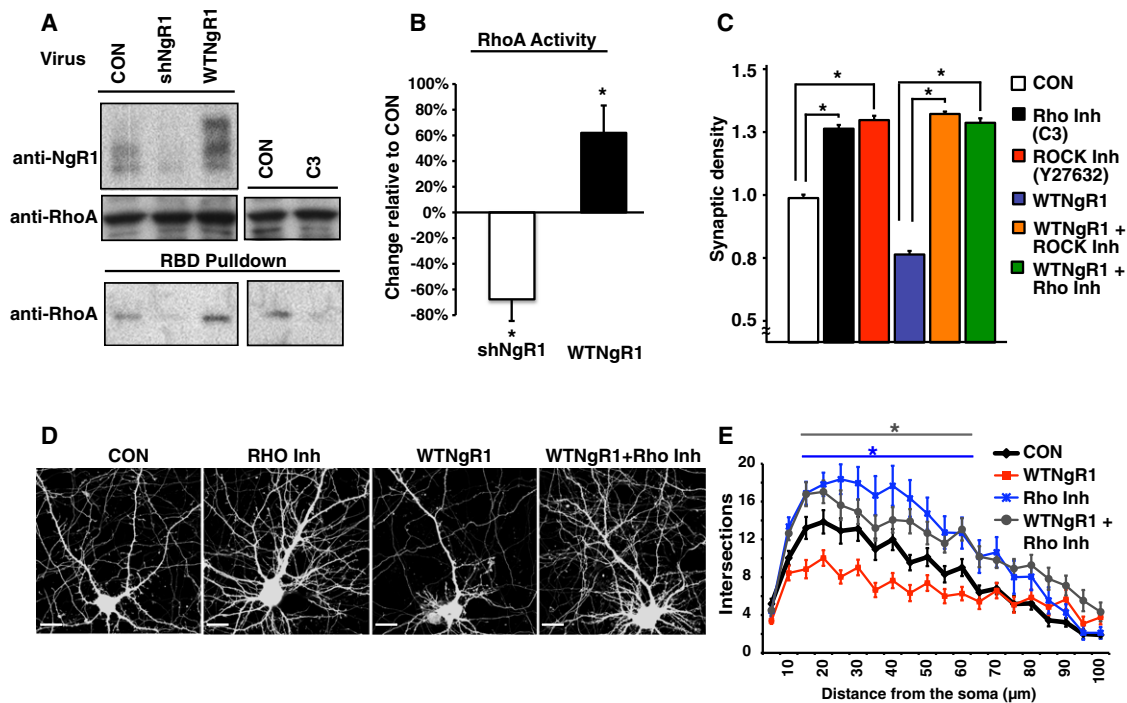 A
Virus
CON
shNgR1
WTNgR1
anti-NgR1
CON
C3
anti-RhoA
RBD Pulldown
anti-RhoA
B
RhoA Activity
Change relative to CON
100%
80%
60%
40%
20%
0%
-20%
-40%
-60%
-80%
*
*
shNgR1
WTNgR1
C
Synaptic density
1.5
1.3
1.0
0.8
0.5
*
*
*
*
CON
Rho Inh
(C3)
ROCK Inh
(Y27632)
WTNgR1
WTNgR1 +
ROCK Inh
WTNgR1 +
Rho Inh
D
CON
RHO Inh
WTNgR1
WTNgR1+Rho Inh
E
*
*
CON
WTNgR1
Rho Inh
WTNgR1 +
Rho Inh
Intersections
20
16
12
8
4
0
10
20
30
40
50
60
70
80
90
100
Distance from the soma (µm)